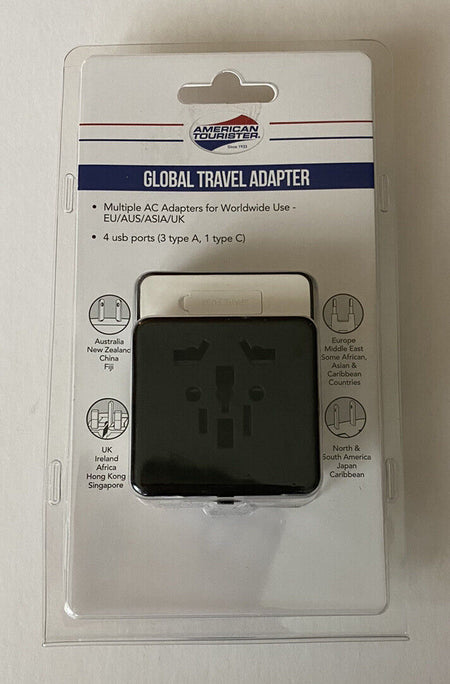 AMERICAN
TOURISTER®
Since 1933
GLOBAL TRAVEL ADAPTER
• Multiple AC Adapters for Worldwide Use -
EU/AUS/ASIA/UK
• 4 usb ports (3 type A, 1 type C)
Australia
New Zealand
China
Fiji
Europe
Middle East
Some African,
Asian &
Caribbean
Countries
UK
Ireland
Africa
Hong Kong
Singapore
North &
South America
Japan
Caribbean